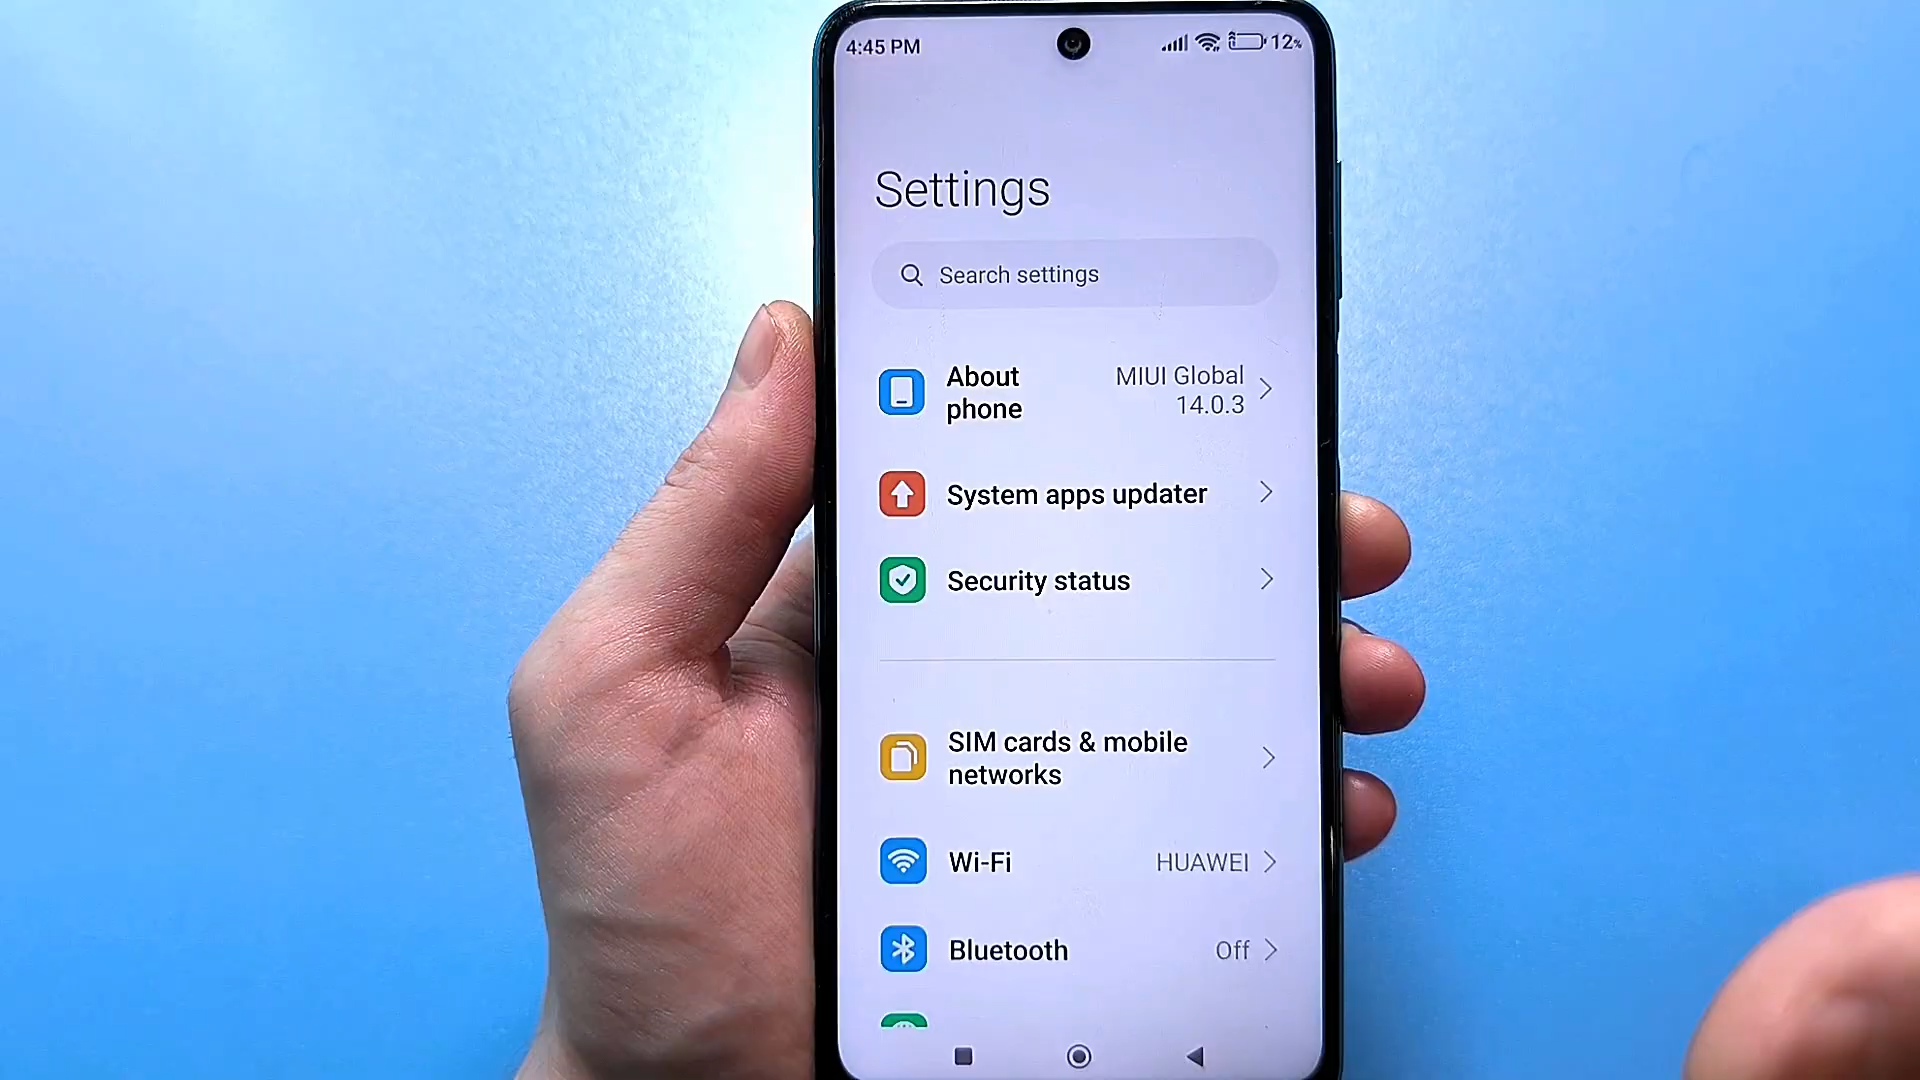 4:45 PM 12%
Settings
Search settings
About phone
MIUI Global 14.0.3
System apps updater
Security status
SIM cards & mobile networks
Wi-Fi HUAWEI
Bluetooth Off